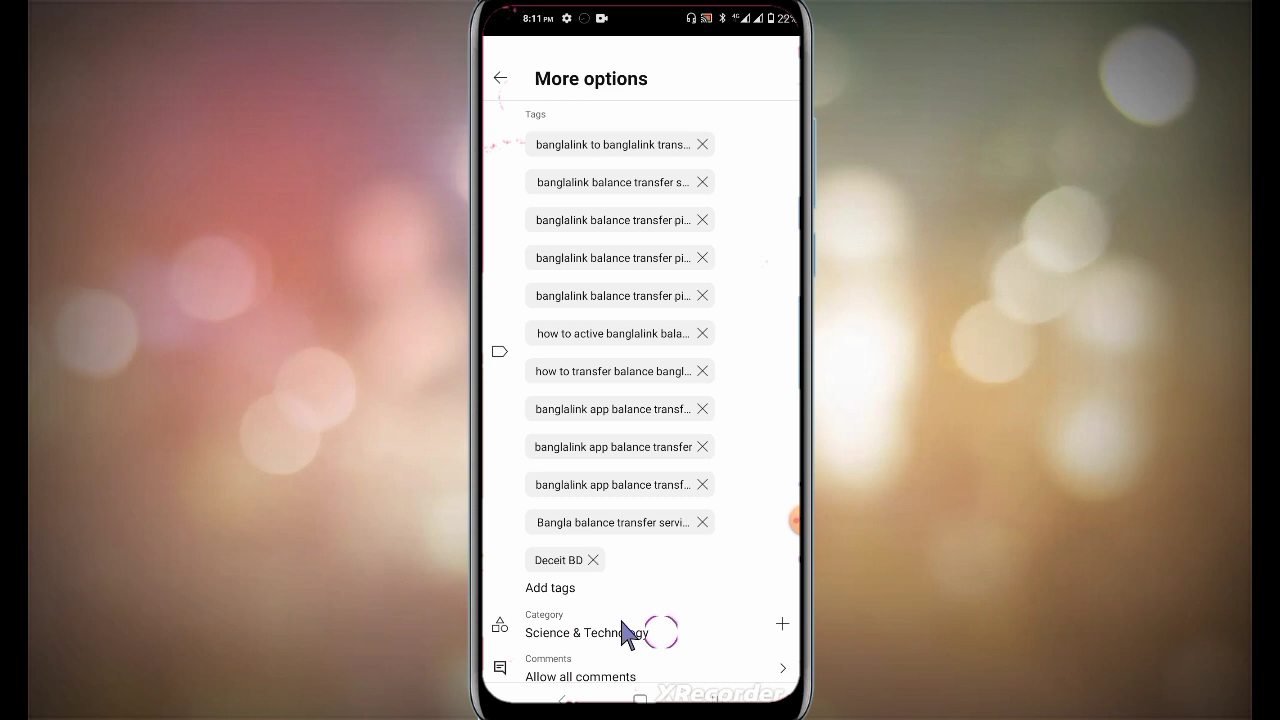 8:11 PM
4G
22%
More options
Tags
banglalink to banglalink trans...
banglalink balance transfer s...
banglalink balance transfer pi...
banglalink balance transfer pi...
banglalink balance transfer pi...
how to active banglalink bala...
how to transfer balance bangl...
banglalink app balance transf...
banglalink app balance transfer
banglalink app balance transf...
Bangla balance transfer servi...
Deceit BD
Add tags
Category
Science & Technology
Comments
Allow all comments
XRecorder